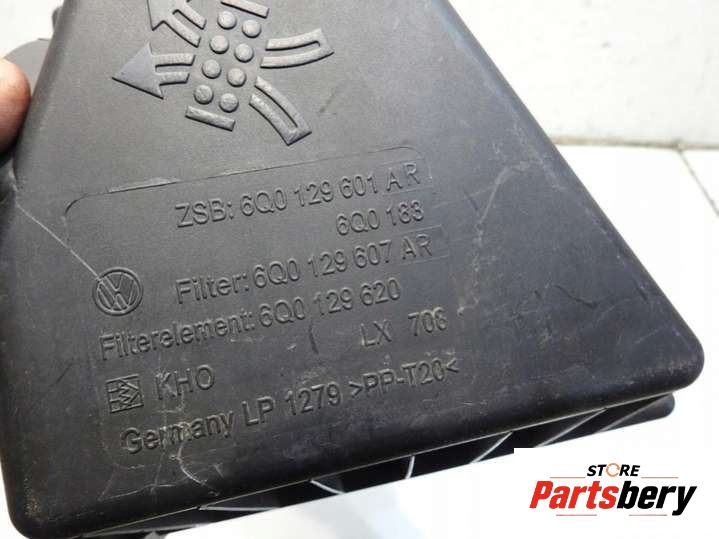 ZSB: 6Q0 129 601 AR
6Q0 183
Filter: 6Q0 129 607 AR
Filterelement: 6Q0 129 620
LX 708
KHO
Germany LP 1279 >PP-T20<
STORE
Partsbery